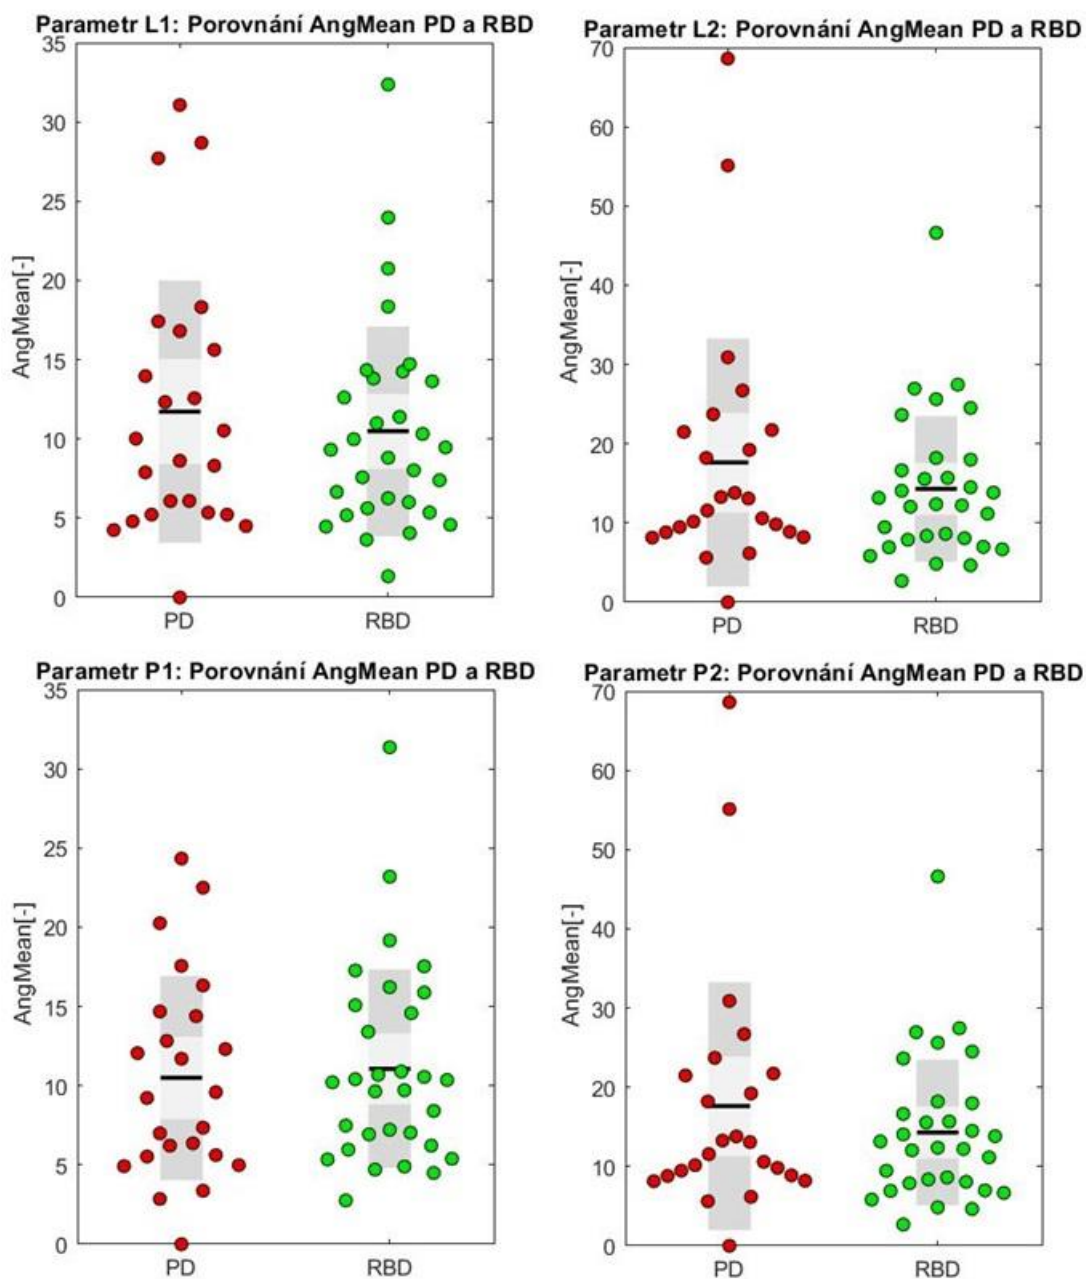 Parametr L1: Porovnání AngMean PD a RBD
35
30
25
20
15
10
5
0
AngMean[-]
PD
RBD
Parametr L2: Porovnání AngMean PD a RBD
70
60
50
40
30
20
10
0
AngMean[-]
PD
RBD
Parametr P1: Porovnání AngMean PD a RBD
35
30
25
20
15
10
5
0
AngMean[-]
PD
RBD
Parametr P2: Porovnání AngMean PD a RBD
70
60
50
40
30
20
10
0
AngMean[-]
PD
RBD